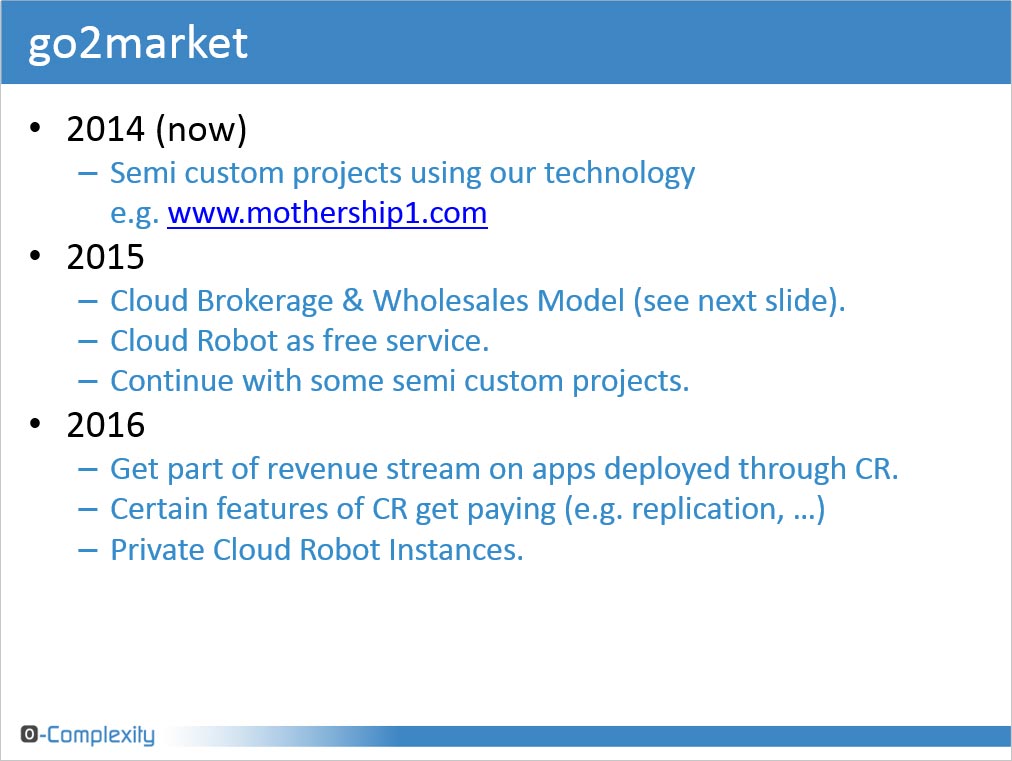 go2market
• 2014 (now)
– Semi custom projects using our technology
e.g. www.mothership1.com
• 2015
– Cloud Brokerage & Wholesales Model (see next slide).
– Cloud Robot as free service.
– Continue with some semi custom projects.
• 2016
– Get part of revenue stream on apps deployed through CR.
– Certain features of CR get paying (e.g. replication, …)
– Private Cloud Robot Instances.
0-Complexity